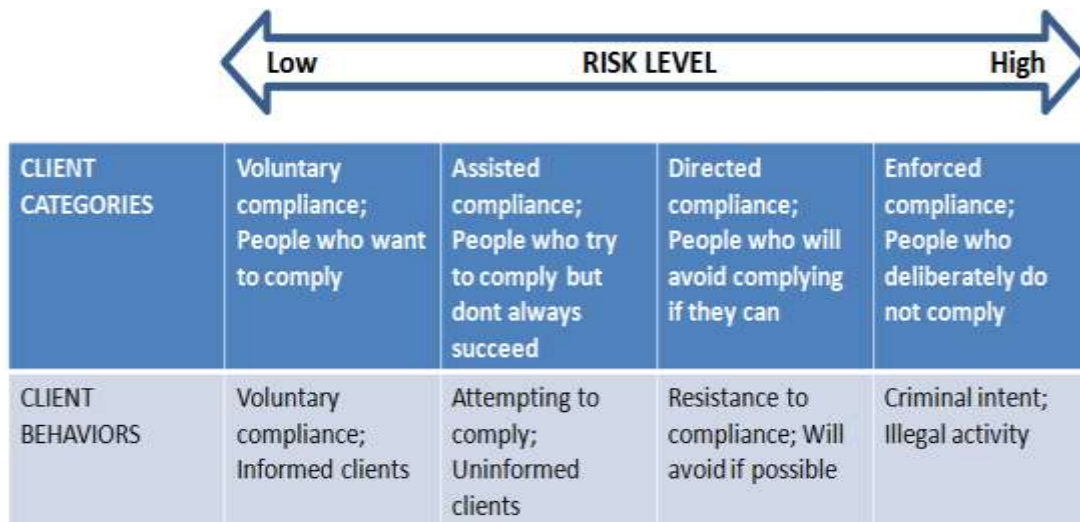 Low RISK LEVEL High
CLIENT
CATEGORIES
Voluntary
compliance;
People who want
to comply
Assisted
compliance;
People who try
to comply but
dont always
succeed
Directed
compliance;
People who will
avoid complying
if they can
Enforced
compliance;
People who
deliberately do
not comply
CLIENT
BEHAVIORS
Voluntary
compliance;
Informed clients
Attempting to
comply;
Uninformed
clients
Resistance to
compliance; Will
avoid if possible
Criminal intent;
Illegal activity